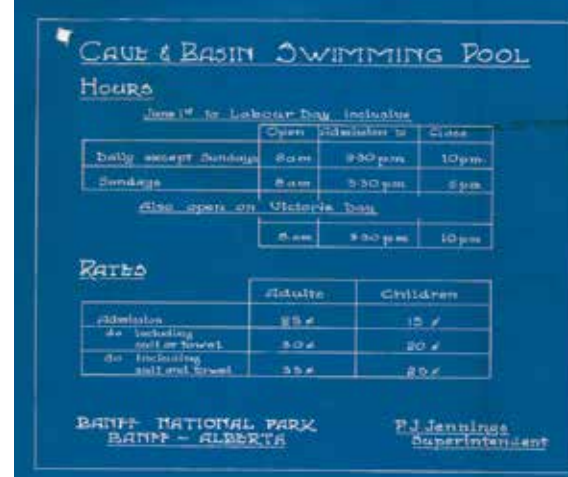 CAVE & BASIN SWIMMING POOL
HOURS
June 1st to Labour Day inclusive
Open Admission to Close
Daily except Sundays 8 am 9·30 pm 10 pm
Sundays 8 am 5·30 pm 6 pm
Also open on Victoria Day
8 am 9·30 pm 10 pm
RATES
Adults Children
Admission 25¢ 15¢
do including
suit or towel 30¢ 20¢
do including
suit and towel 35¢ 25¢
BANFF NATIONAL PARK P.J Jennings
BANFF - ALBERTA Superintendent